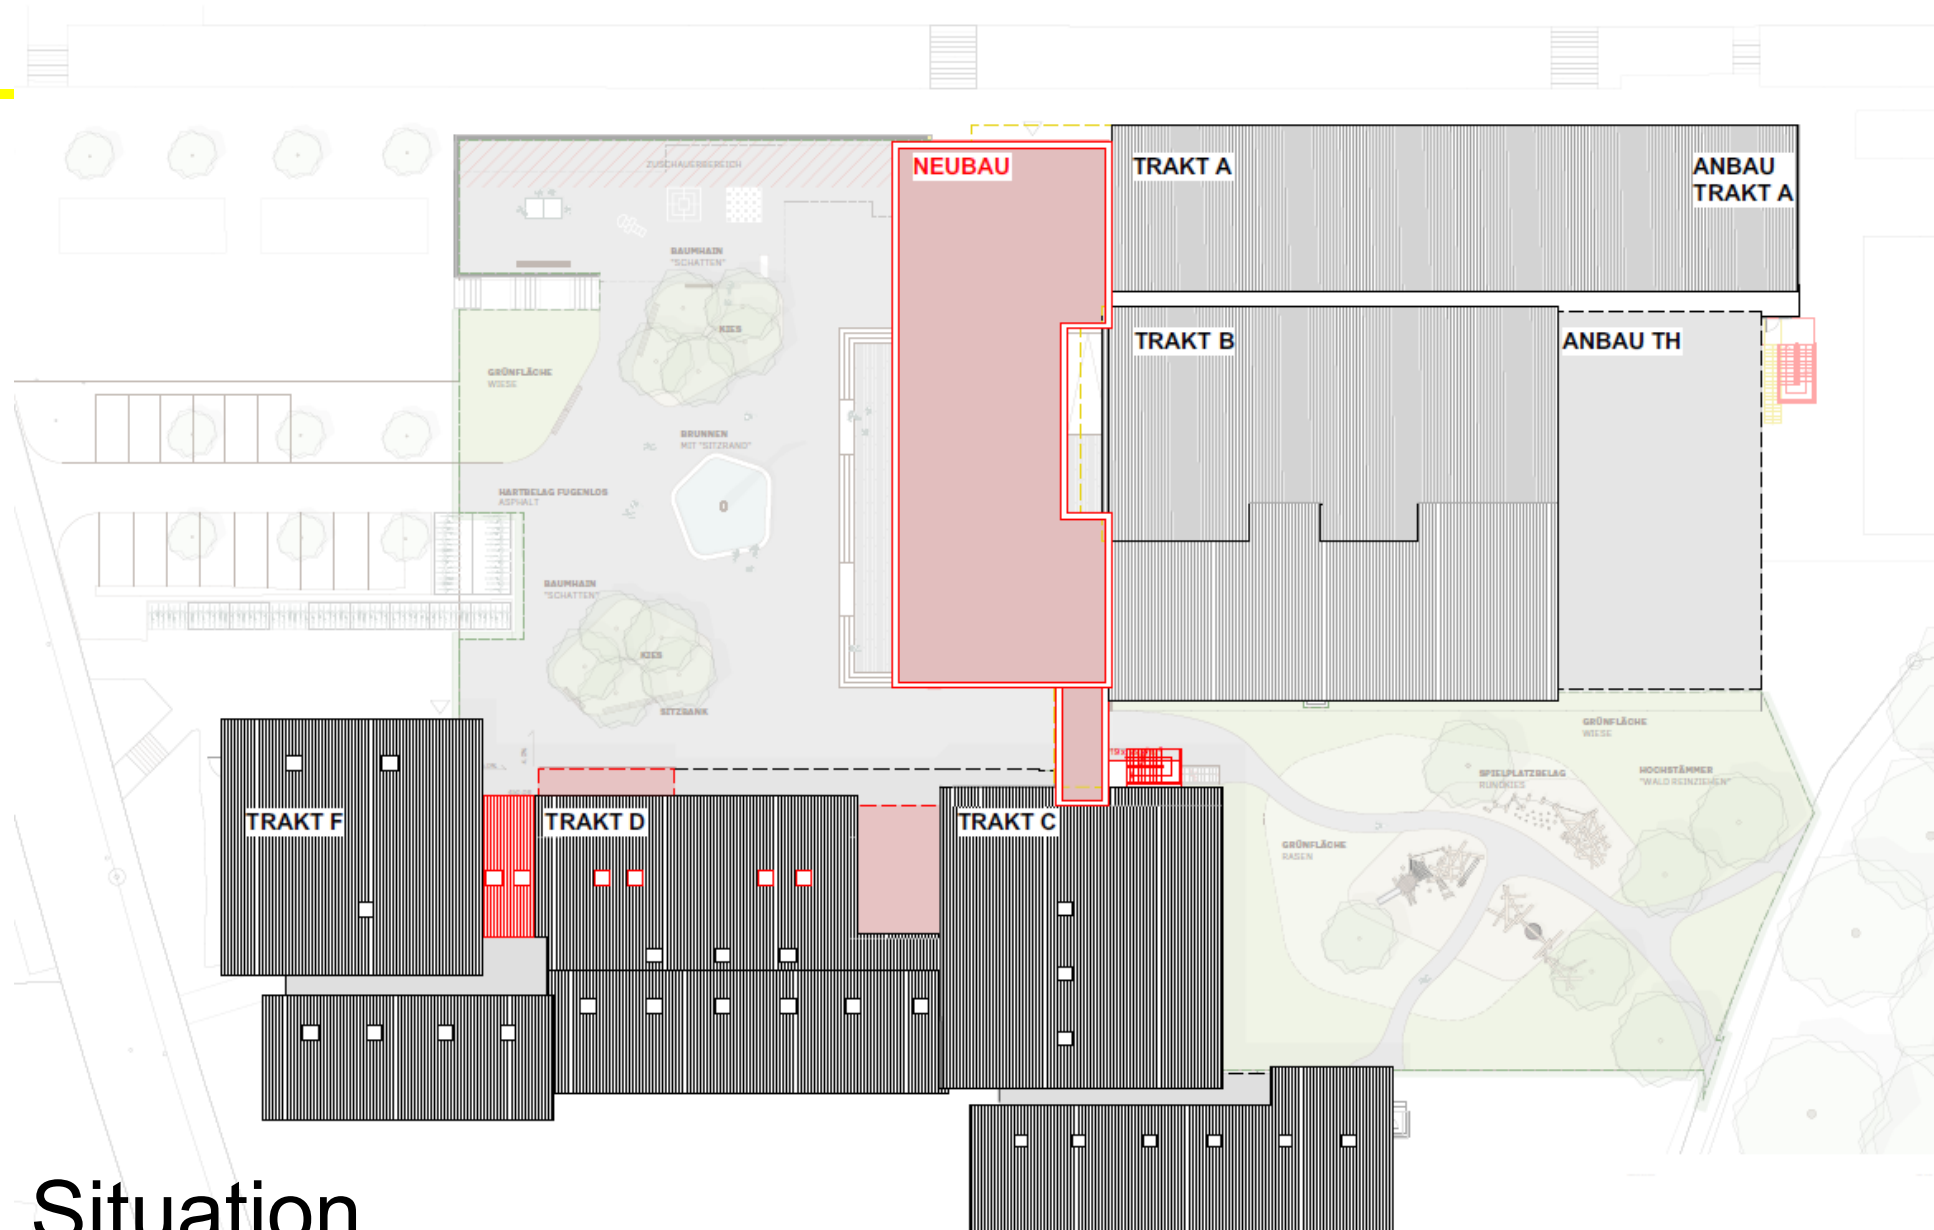 ZUSCHAUERBEREICH
NEUBAU
TRAKT A
ANBAU
TRAKT A
BAUMHAIN
"SCHATTEN"
KIES
TRAKT B
ANBAU TH
GRÜNFLÄCHE
WIESE
BRUNNEN
MIT "SITZRAND"
HARTBELAG FUGENLOS
ASPHALT
BAUMHAIN
"SCHATTEN"
KIES
SITZBANK
GRÜNFLÄCHE
WIESE
SPIELPLATZBELAG
RUNDKIES
HOCHSTÄMMER
"WALD REINZIEHEN"
TRAKT F
TRAKT D
TRAKT C
GRÜNFLÄCHE
RASEN
Situation